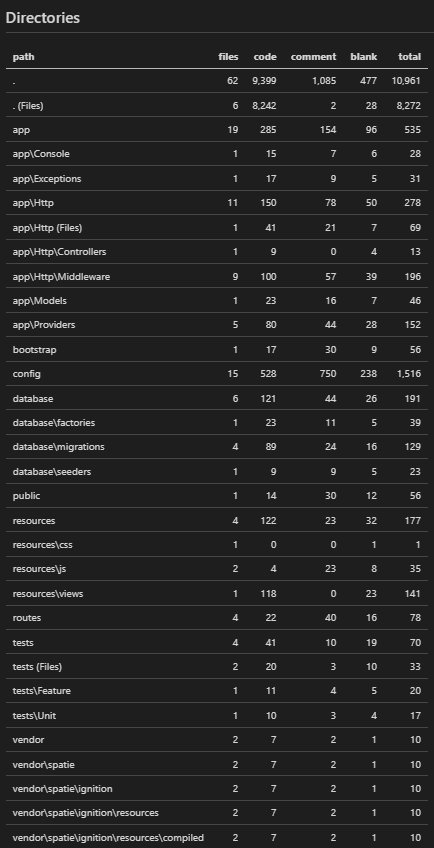 Directories
path files code comment blank total
. 62 9,399 1,085 477 10,961
. (Files) 6 8,242 2 28 8,272
app 19 285 154 96 535
app\Console 1 15 7 6 28
app\Exceptions 1 17 9 5 31
app\Http 11 150 78 50 278
app\Http (Files) 1 41 21 7 69
app\Http\Controllers 1 9 0 4 13
app\Http\Middleware 9 100 57 39 196
app\Models 1 23 16 7 46
app\Providers 5 80 44 28 152
bootstrap 1 17 30 9 56
config 15 528 750 238 1,516
database 6 121 44 26 191
database\factories 1 23 11 5 39
database\migrations 4 89 24 16 129
database\seeders 1 9 9 5 23
public 1 14 30 12 56
resources 4 122 23 32 177
resources\css 1 0 0 1 1
resources\js 2 4 23 8 35
resources\views 1 118 0 23 141
routes 4 22 40 16 78
tests 4 41 10 19 70
tests (Files) 2 20 3 10 33
tests\Feature 1 11 4 5 20
tests\Unit 1 10 3 4 17
vendor 2 7 2 1 10
vendor\spatie 2 7 2 1 10
vendor\spatie\ignition 2 7 2 1 10
vendor\spatie\ignition\resources 2 7 2 1 10
vendor\spatie\ignition\resources\compiled 2 7 2 1 10